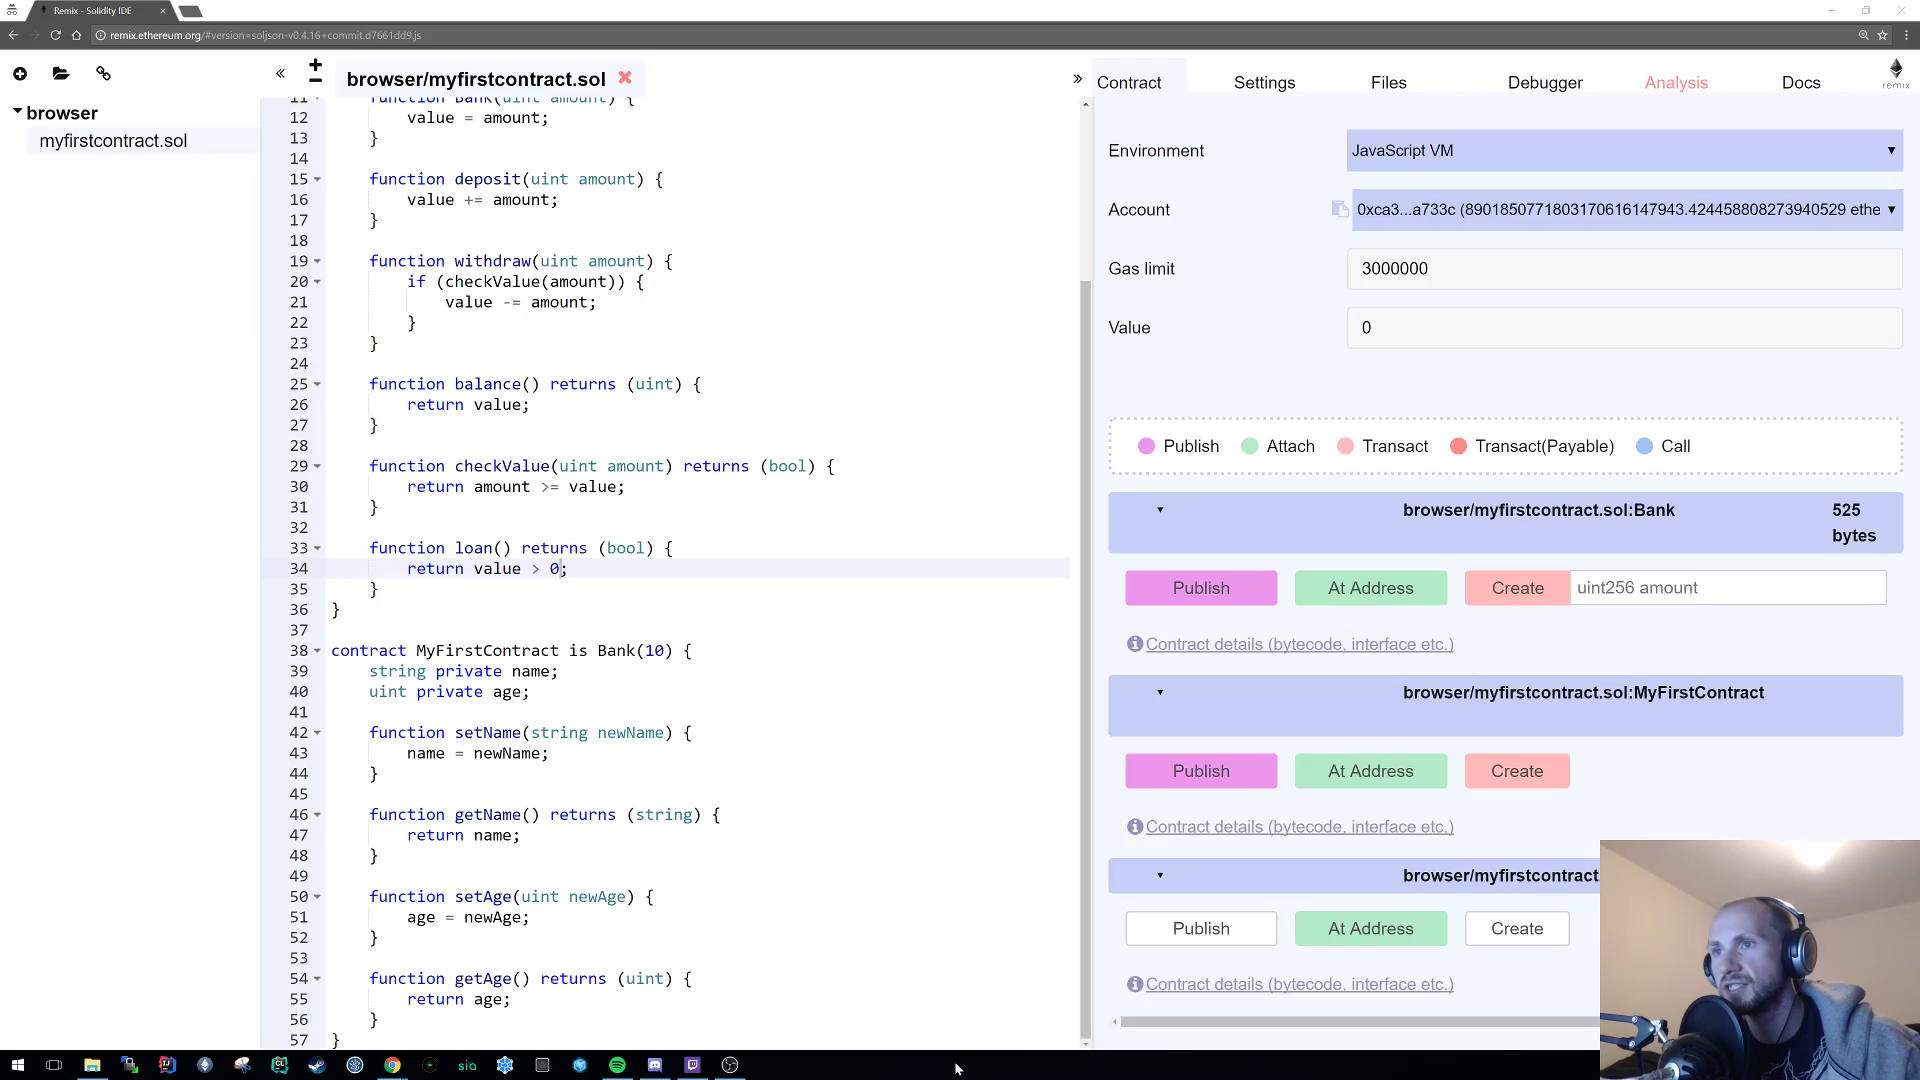 Remix - Solidity IDE
remix.ethereum.org/#version=soljson-v0.4.16+commit.d7661dd9.js
browser
myfirstcontract.sol
browser/myfirstcontract.sol
11 function Bank(uint amount) {
12 value = amount;
13 }
14
15 function deposit(uint amount) {
16 value += amount;
17 }
18
19 function withdraw(uint amount) {
20 if (checkValue(amount)) {
21 value -= amount;
22 }
23 }
24
25 function balance() returns (uint) {
26 return value;
27 }
28
29 function checkValue(uint amount) returns (bool) {
30 return amount >= value;
31 }
32
33 function loan() returns (bool) {
34 return value > 0;
35 }
36 }
37
38 contract MyFirstContract is Bank(10) {
39 string private name;
40 uint private age;
41
42 function setName(string newName) {
43 name = newName;
44 }
45
46 function getName() returns (string) {
47 return name;
48 }
49
50 function setAge(uint newAge) {
51 age = newAge;
52 }
53
54 function getAge() returns (uint) {
55 return age;
56 }
57 }
Contract Settings Files Debugger Analysis Docs
remix
Environment JavaScript VM
Account 0xca3...a733c (8901850771803170616147943.424458808273940529 ethe
Gas limit 3000000
Value 0
Publish Attach Transact Transact(Payable) Call
browser/myfirstcontract.sol:Bank 525
bytes
Publish At Address Create uint256 amount
Contract details (bytecode, interface etc.)
browser/myfirstcontract.sol:MyFirstContract
Publish At Address Create
Contract details (bytecode, interface etc.)
browser/myfirstcontract.
Publish At Address Create
Contract details (bytecode, interface etc.)
sia